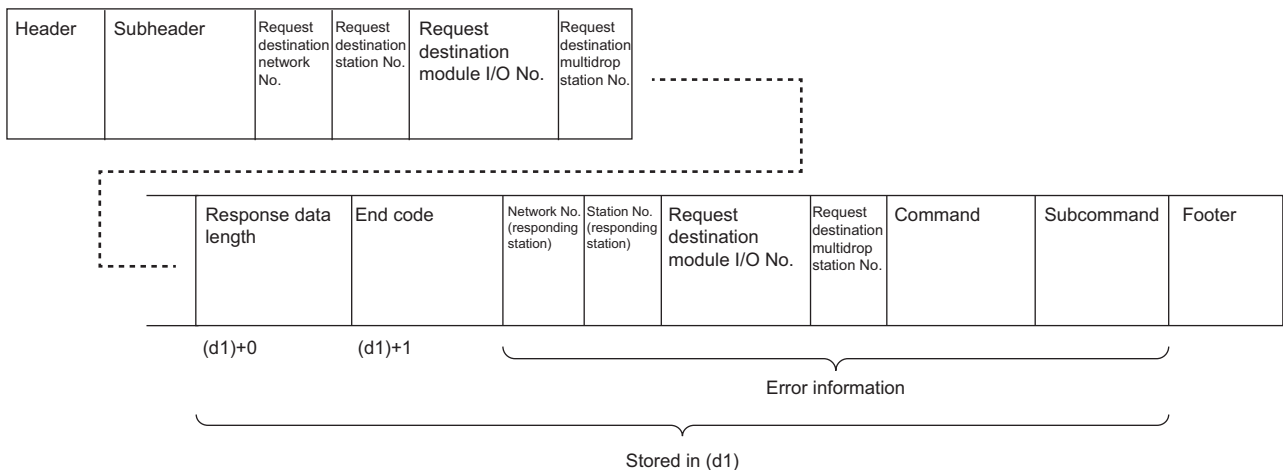 Header
Subheader
Request
destination
network
No.
Request
destination
station No.
Request
destination
module I/O No.
Request
destination
multidrop
station No.
Response data
length
End code
Network No.
(responding
station)
Station No.
(responding
station)
Request
destination
module I/O No.
Request
destination
multidrop
station No.
Command
Subcommand
Footer
(d1)+0
(d1)+1
Error information
Stored in (d1)